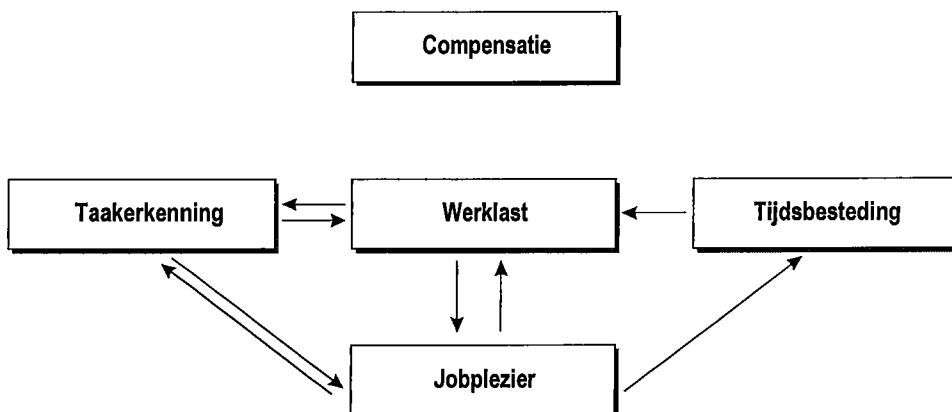 Compensatie
Taakerkenning
Werklast
Tijdsbesteding
Jobplezier